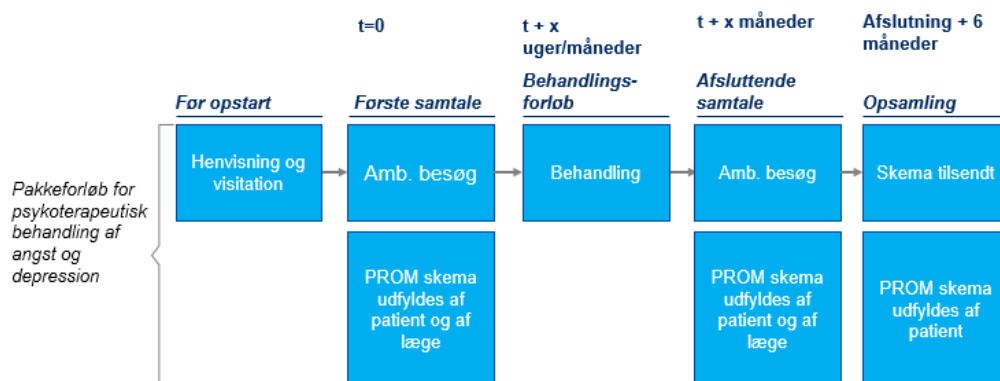 t=0
t + x
uger/måneder
t + x måneder
Afslutning + 6
måneder
Før opstart
Første samtale
Behandlings-
forløb
Afsluttende
samtale
Opsamling
Pakkeforløb for
psykoterapeutisk
behandling af
angst og
depression
Henvisning og
visitation
Amb. besøg
Behandling
Amb. besøg
Skema tilsendt
PROM skema
udfyldes af
patient og af
læge
PROM skema
udfyldes af
patient og af
læge
PROM skema
udfyldes af
patient